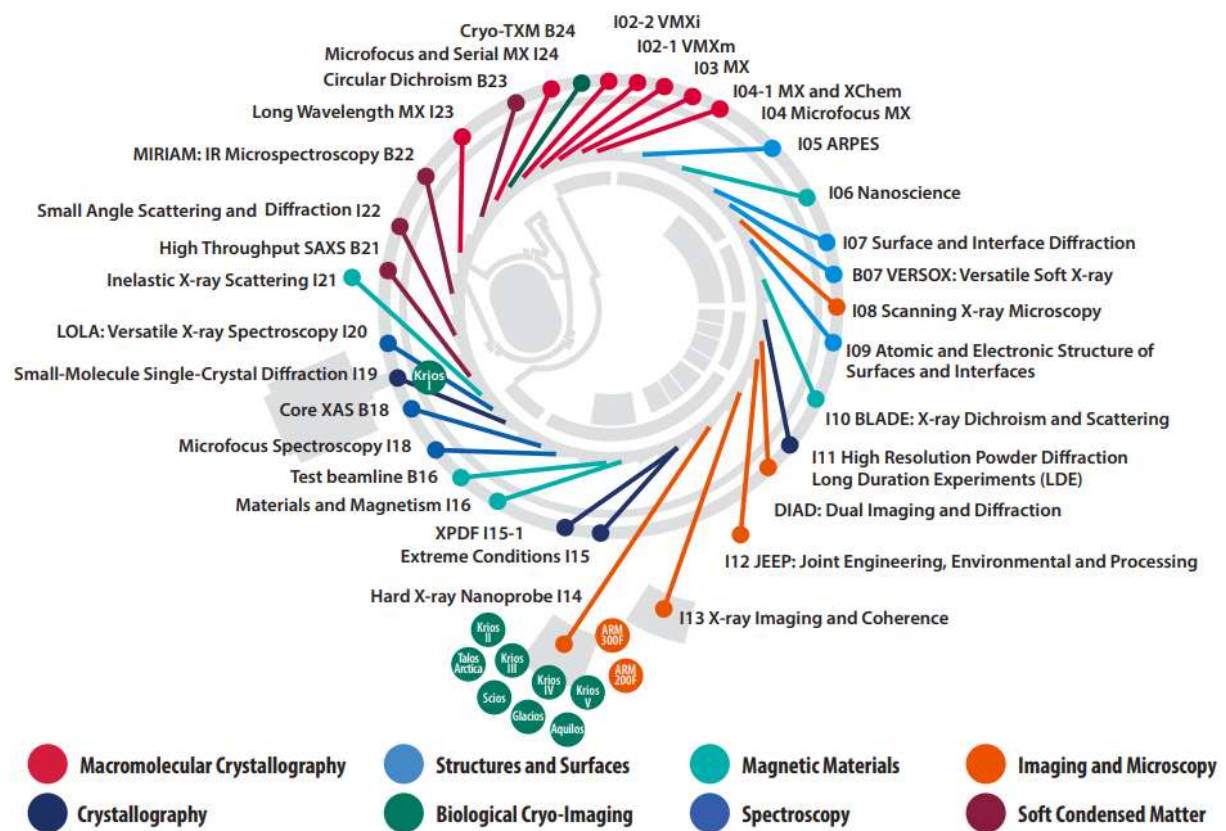 Cryo-TXM B24
Microfocus and Serial MX I24
Circular Dichroism B23
Long Wavelength MX I23
MIRIAM: IR Microspectroscopy B22
Small Angle Scattering and Diffraction I22
High Throughput SAXS B21
Inelastic X-ray Scattering I21
LOLA: Versatile X-ray Spectroscopy I20
Small-Molecule Single-Crystal Diffraction I19
Krios
I
Core XAS B18
Microfocus Spectroscopy I18
Test beamline B16
Materials and Magnetism I16
XPDF I15-1
Extreme Conditions I15
Hard X-ray Nanoprobe I14
I02-2 VMXi
I02-1 VMXm
I03 MX
I04-1 MX and XChem
I04 Microfocus MX
I05 ARPES
I06 Nanoscience
I07 Surface and Interface Diffraction
B07 VERSOX: Versatile Soft X-ray
I08 Scanning X-ray Microscopy
I09 Atomic and Electronic Structure of
Surfaces and Interfaces
I10 BLADE: X-ray Dichroism and Scattering
I11 High Resolution Powder Diffraction
Long Duration Experiments (LDE)
DIAD: Dual Imaging and Diffraction
I12 JEEP: Joint Engineering, Environmental and Processing
I13 X-ray Imaging and Coherence
Krios
II
Talos
Arctica
Krios
III
Krios
IV
Krios
V
Scios
Glacios
Aquilos
ARM
300F
ARM
200F
Macromolecular Crystallography
Structures and Surfaces
Magnetic Materials
Imaging and Microscopy
Crystallography
Biological Cryo-Imaging
Spectroscopy
Soft Condensed Matter